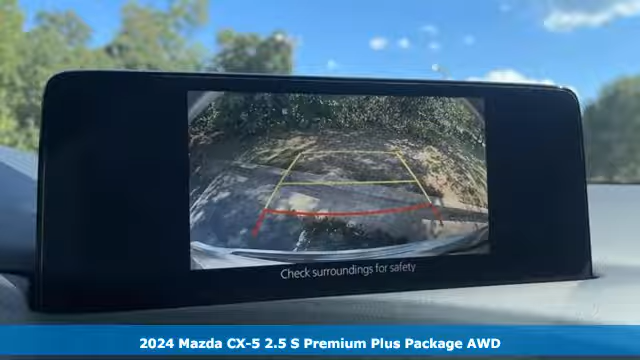 Check surroundings for safety
2024 Mazda CX-5 2.5 S Premium Plus Package AWD